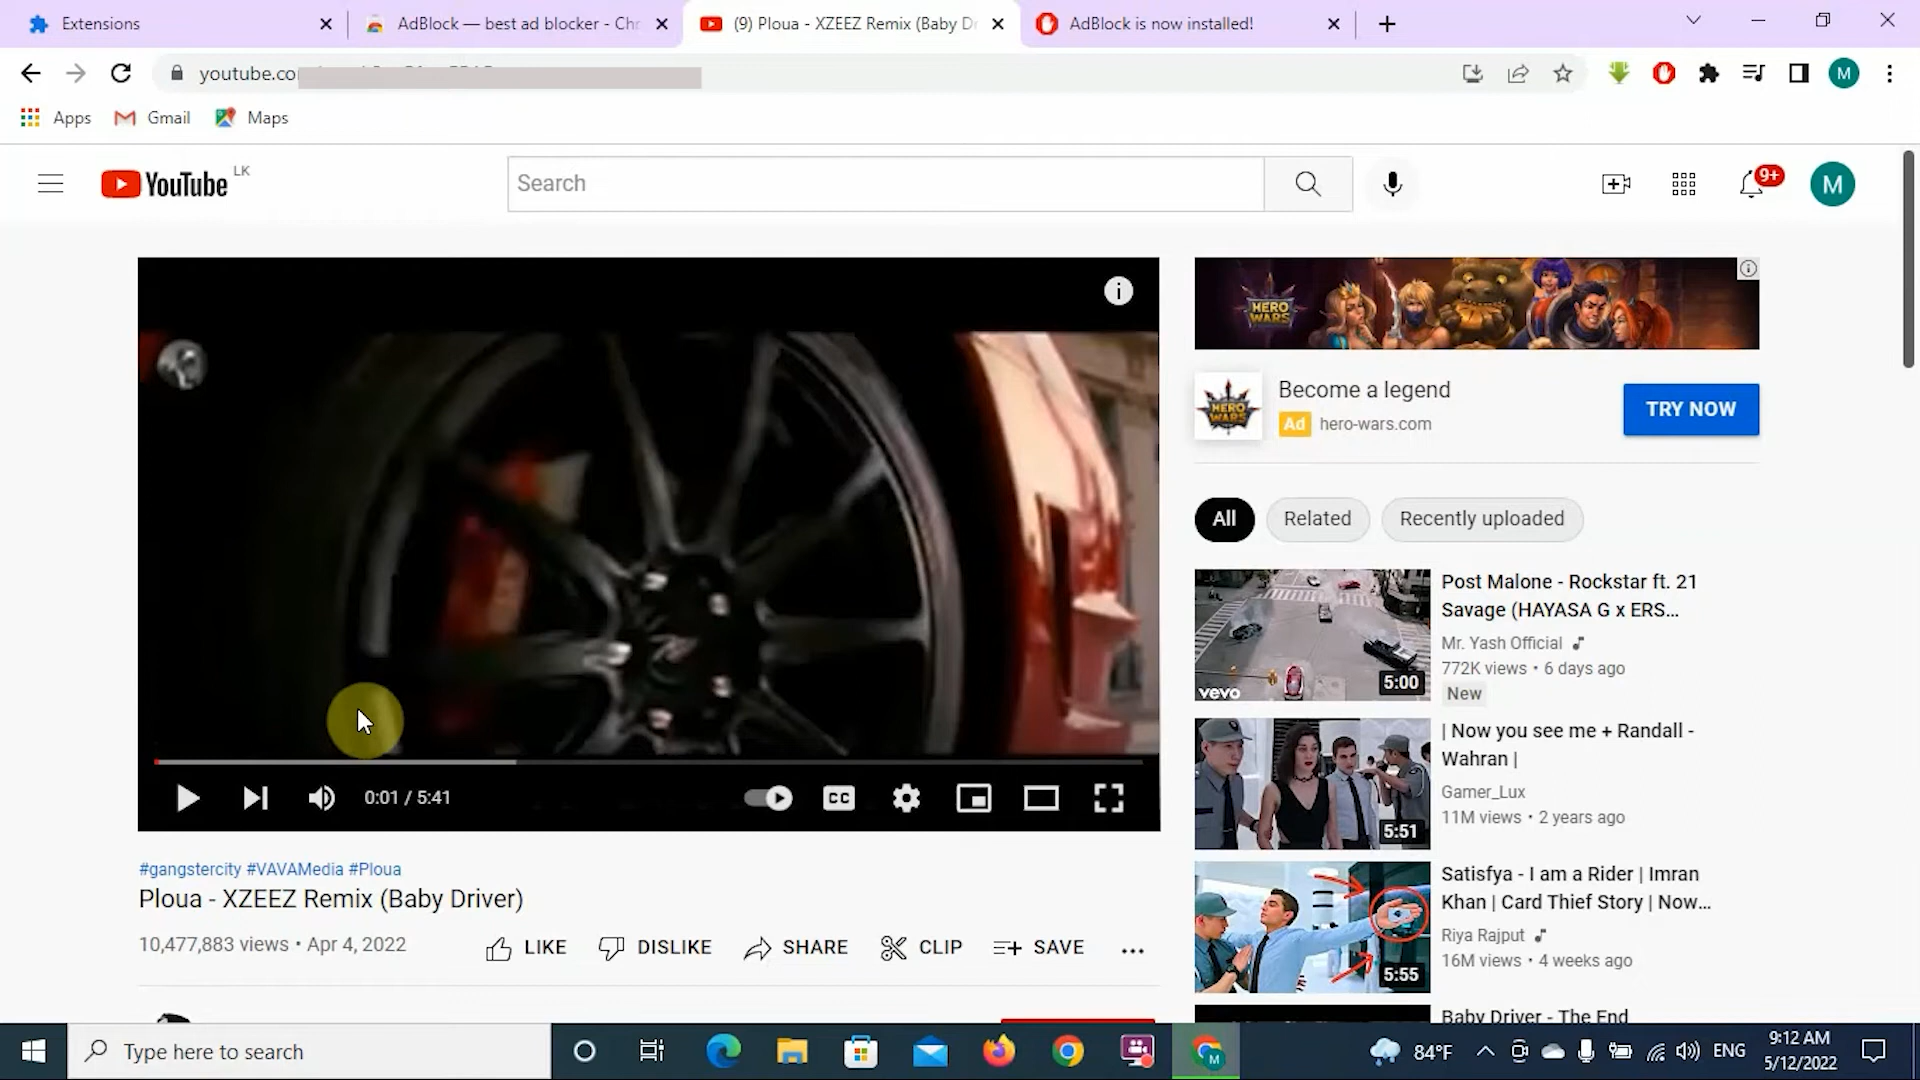 Extensions
AdBlock — best ad blocker - Chr
(9) Ploua - XZEEZ Remix (Baby Dr
AdBlock is now installed!
youtube.co
M
Apps
Gmail
Maps
YouTube LK
Search
9+
M
HERO WARS
HERO WARS
Become a legend
Ad hero-wars.com
TRY NOW
All
Related
Recently uploaded
vevo
5:00
Post Malone - Rockstar ft. 21
Savage (HAYASA G x ERS...
Mr. Yash Official
772K views • 6 days ago
New
5:51
| Now you see me + Randall -
Wahran |
Gamer_Lux
11M views • 2 years ago
5:55
Satisfya - I am a Rider | Imran
Khan | Card Thief Story | Now...
Riya Rajput
16M views • 4 weeks ago
Baby Driver - The End
0:01 / 5:41
CC
#gangstercity #VAVAMedia #Ploua
Ploua - XZEEZ Remix (Baby Driver)
10,477,883 views • Apr 4, 2022
LIKE
DISLIKE
SHARE
CLIP
SAVE
Type here to search
M
84°F
ENG
9:12 AM
5/12/2022